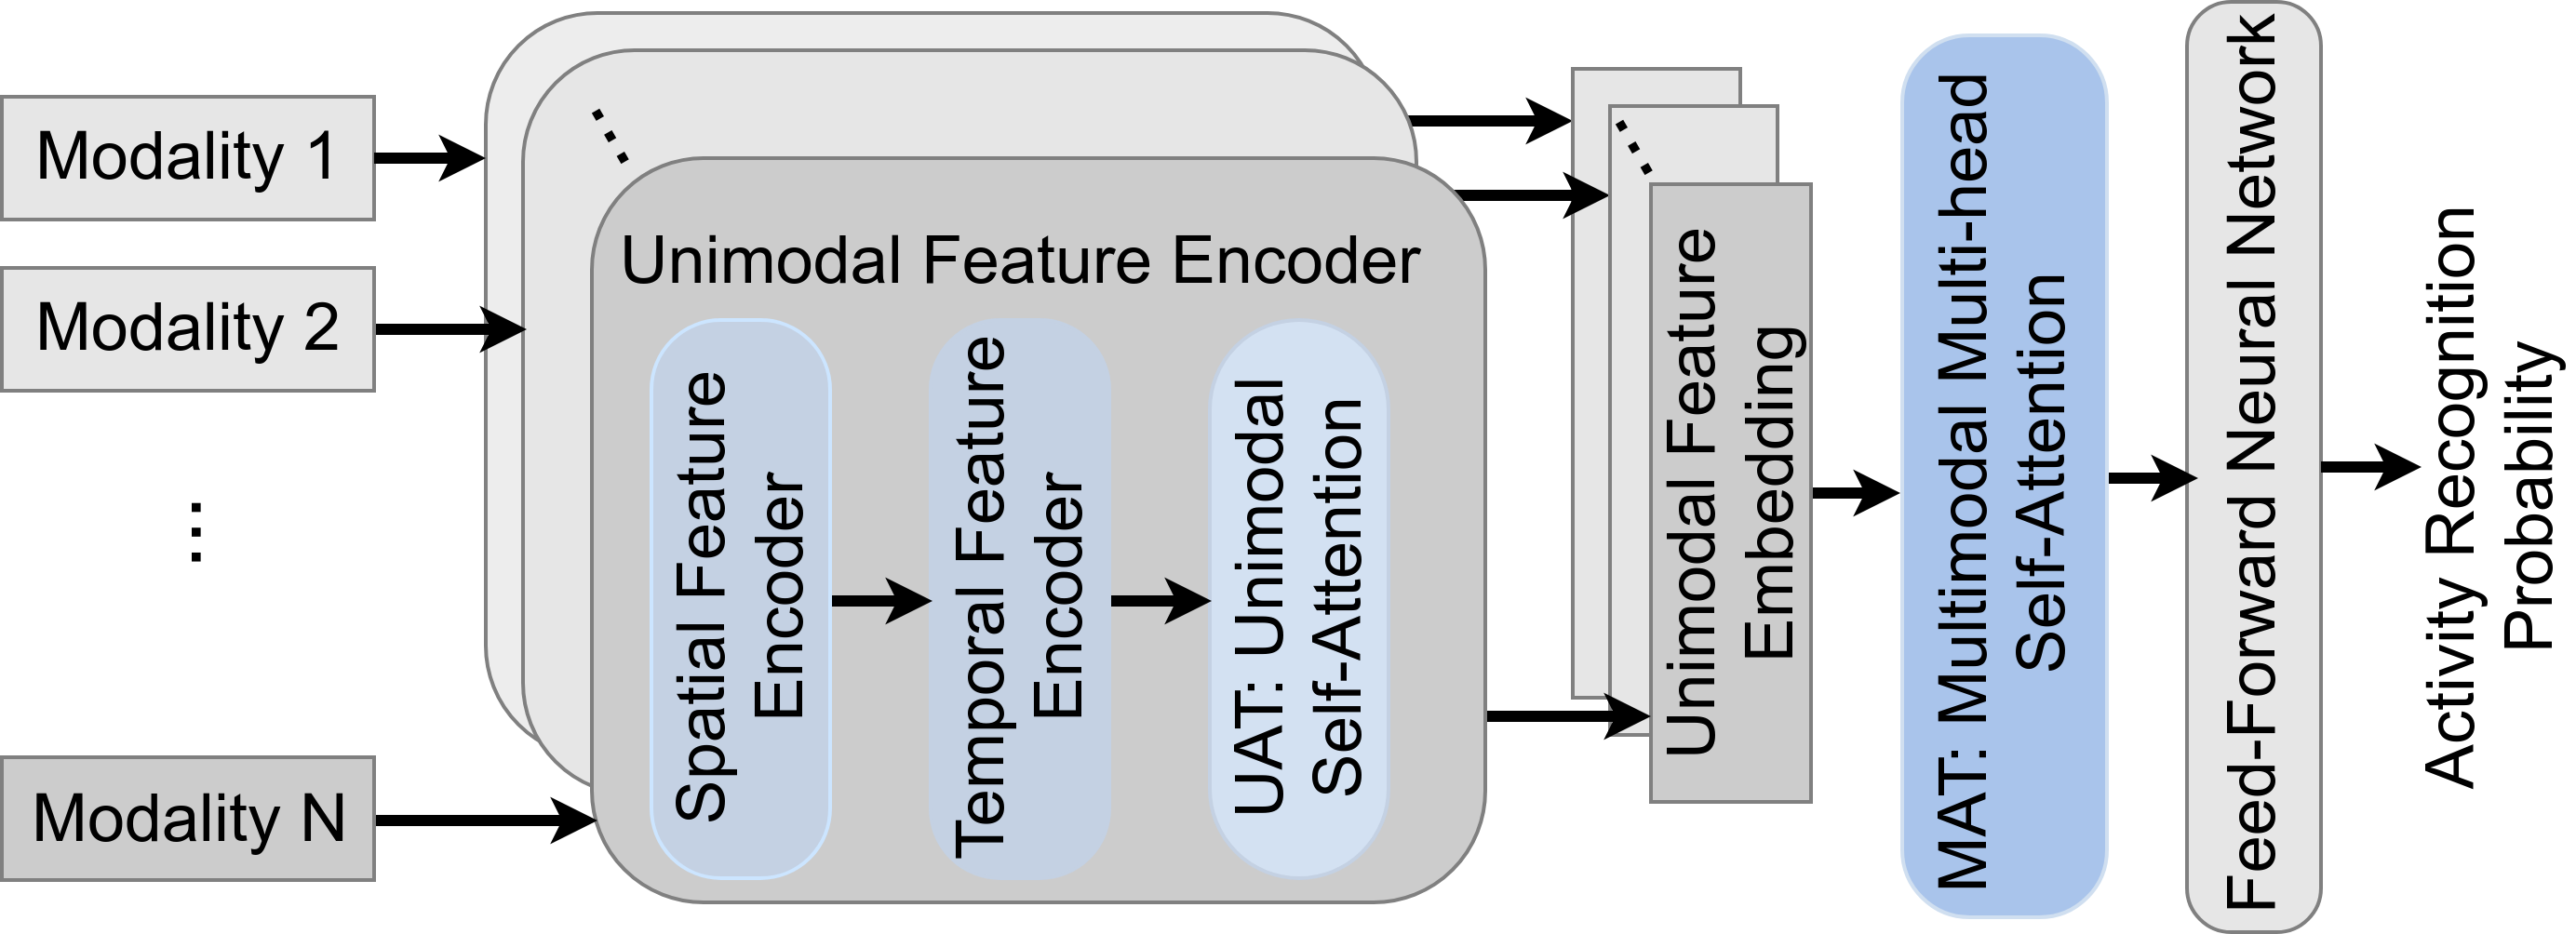 Modality 1
Modality 2
Modality N
Unimodal Feature Encoder
Spatial Feature
Encoder
Temporal Feature
Encoder
UAT: Unimodal
Self-Attention
Unimodal Feature
Embedding
MAT: Multimodal Multi-head
Self-Attention
Feed-Forward Neural Network
Activity Recognition
Probability